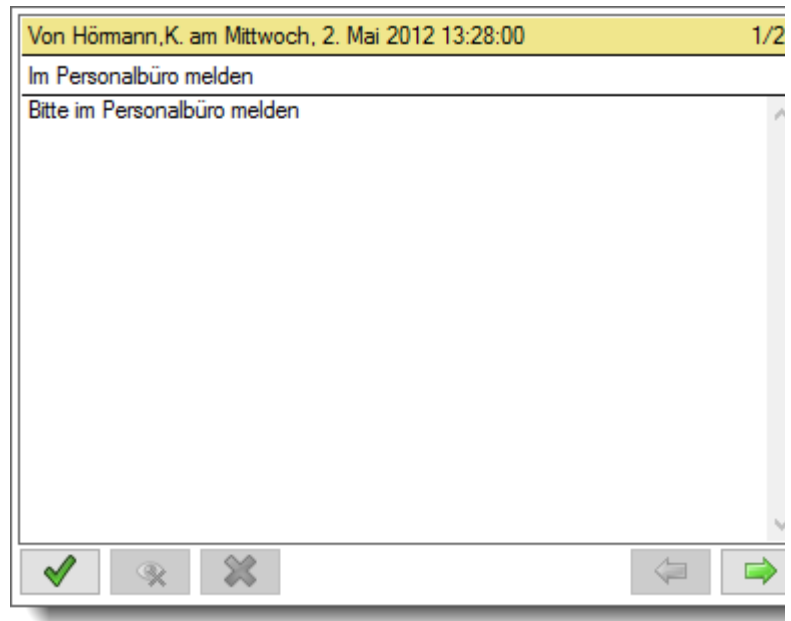 Von Hörmann,K. am Mittwoch, 2. Mai 2012 13:28:00 1/2
Im Personalbüro melden
Bitte im Personalbüro melden